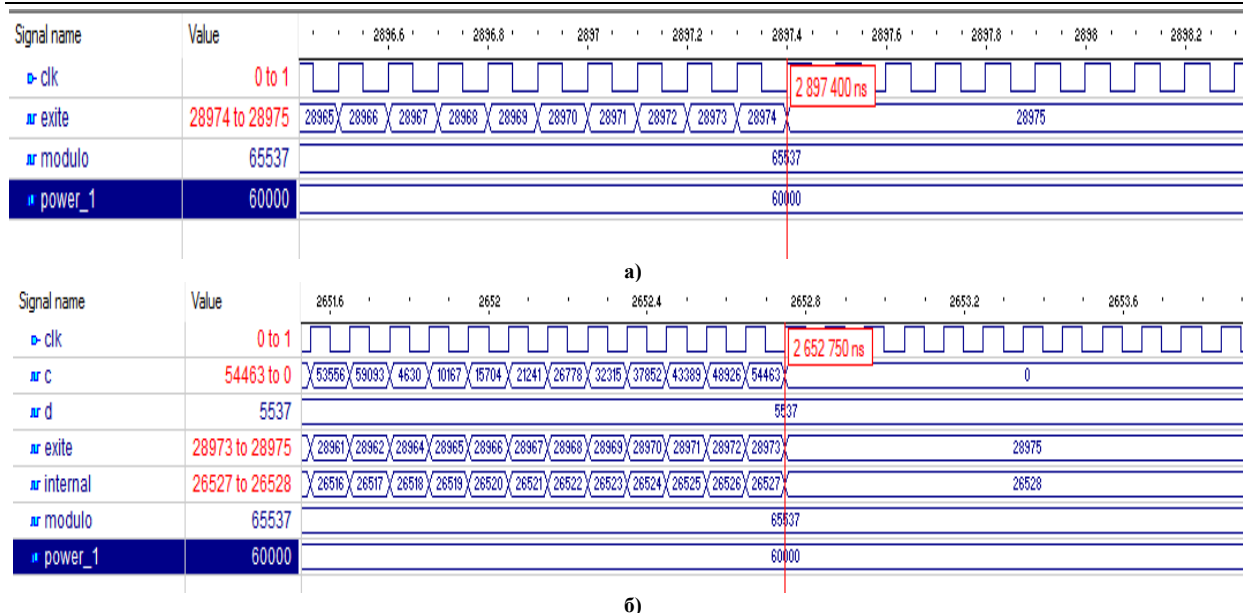 Signal name Value 2896.6 2896.8 2897 2897.2 2897.4 2897.6 2897.8 2898 2898.2
clk 0 to 1 2 897 400 ns
exite 28974 to 28975 28965 28966 28967 28968 28969 28970 28971 28972 28973 28974 28975
modulo 65537 65537
power_1 60000 60000
а)
Signal name Value 2651.6 2652 2652.4 2652.8 2653.2 2653.6
clk 0 to 1 2 652 750 ns
c 54463 to 0 53556 59093 4630 10167 15704 21241 26778 32315 37852 43389 48926 54463 0
d 5537 5537
exite 28973 to 28975 28961 28962 28964 28965 28966 28967 28968 28969 28970 28971 28972 28973 28975
internal 26527 to 26528 26516 26517 26518 26519 26520 26521 26522 26523 26524 26525 26526 26527 26528
modulo 65537 65537
power_1 60000 60000
б)